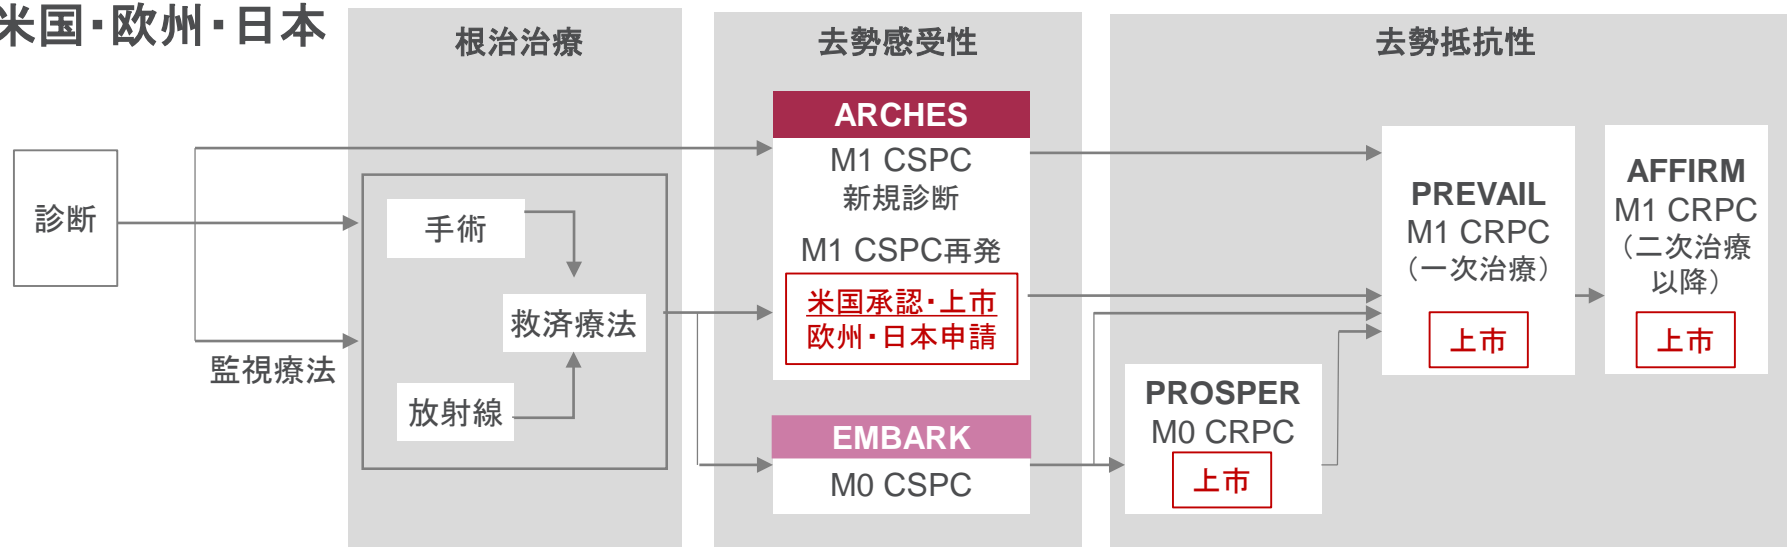 米国・欧州・日本
根治治療
去勢感受性
去勢抵抗性
診断
監視療法
手術
救済療法
放射線
ARCHES
M1 CSPC
新規診断
M1 CSPC再発
米国承認・上市
欧州・日本申請
EMBARK
M0 CSPC
PROSPER
M0 CRPC
上市
PREVAIL
M1 CRPC
（一次治療）
上市
AFFIRM
M1 CRPC
（二次治療
以降）
上市